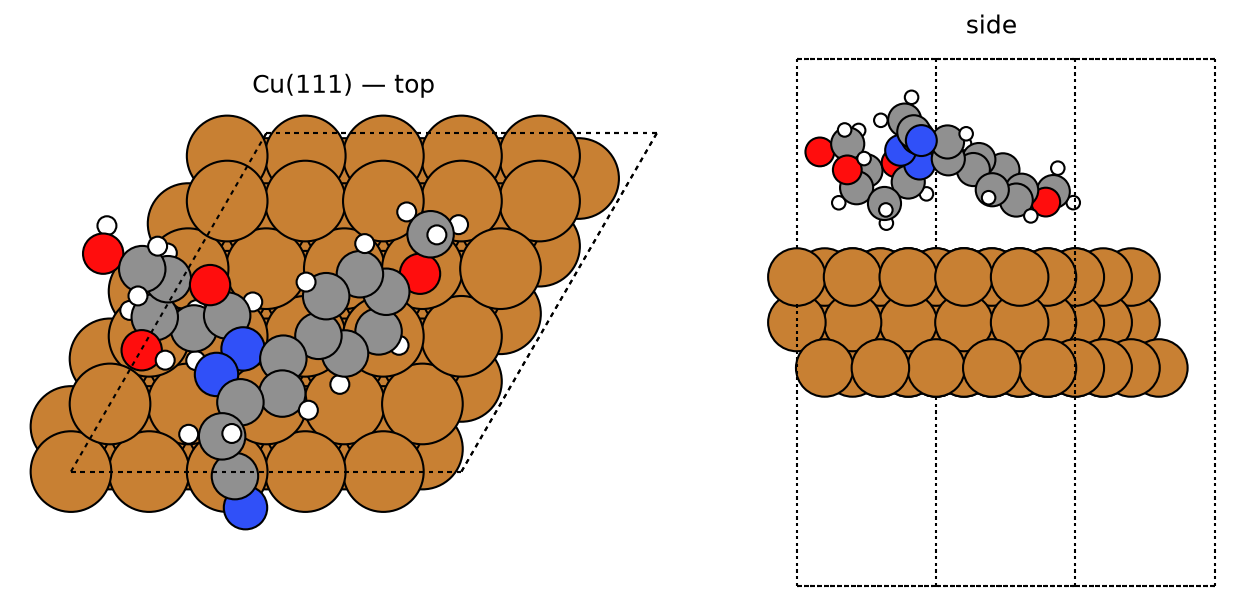 side
Cu(111) — top